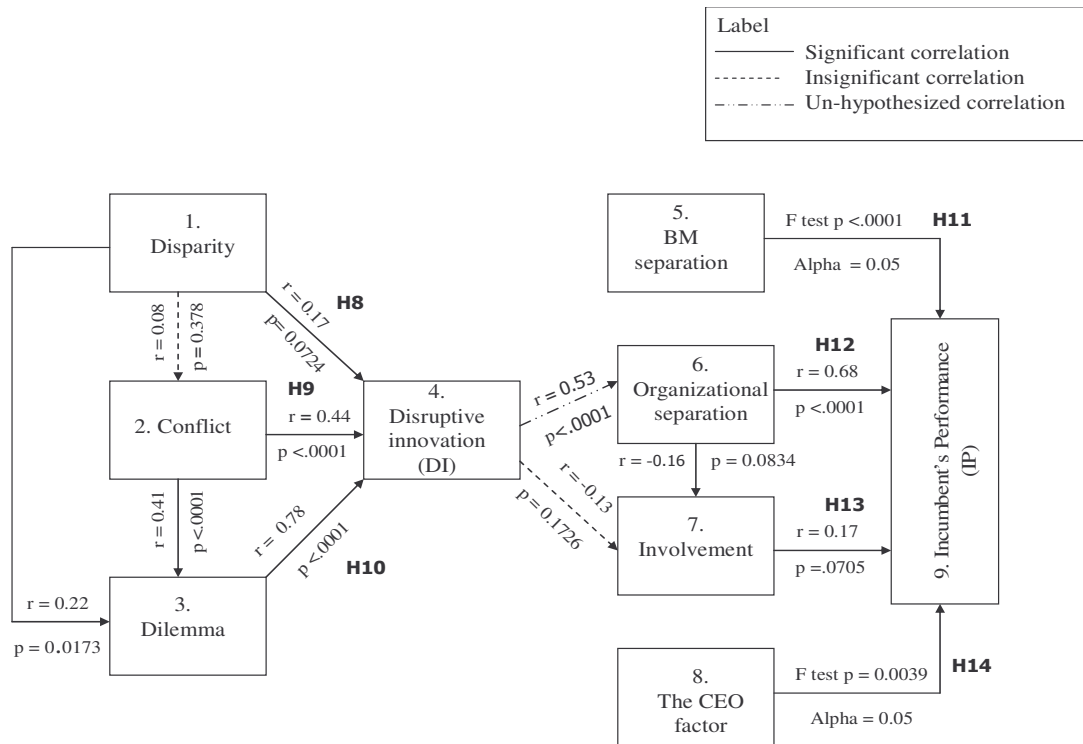 Label
Significant correlation
Insignificant correlation
Un-hypothesized correlation
1.
Disparity
r = 0.08
p= 0.378
r = 0.17
p= 0.0724
H8
2. Conflict
H9
r = 0.44
p <.0001
r = 0.41
p <.0001
r = 0.78
p <.0001
H10
r = 0.22
p = 0.0173
3.
Dilemma
4.
Disruptive
innovation
(DI)
r = 0.53
p<.0001
r = -0.13
p = 0.1726
5.
BM
separation
F test p <.0001
Alpha = 0.05
H11
6.
Organizational
separation
H12
r = 0.68
p <.0001
r = -0.16
p = 0.0834
7.
Involvement
H13
r = 0.17
p =.0705
8.
The CEO
factor
F test p = 0.0039
Alpha = 0.05
H14
9. Incumbent's Performance
(IP)